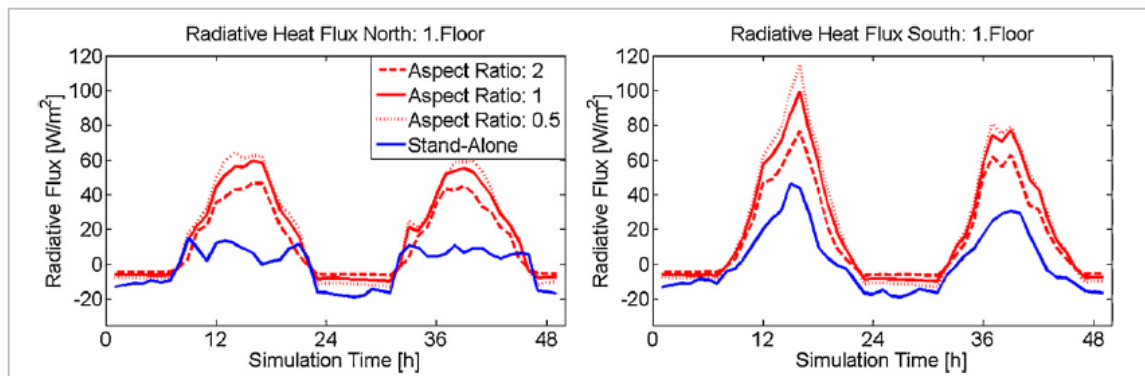 Radiative Heat Flux North: 1.Floor
120
100
80
60
40
20
0
-20
Radiative Flux [W/m²]
Aspect Ratio: 2
Aspect Ratio: 1
Aspect Ratio: 0.5
Stand-Alone
0 12 24 36 48
Simulation Time [h]
Radiative Heat Flux South: 1.Floor
120
100
80
60
40
20
0
-20
Radiative Flux [W/m²]
0 12 24 36 48
Simulation Time [h]